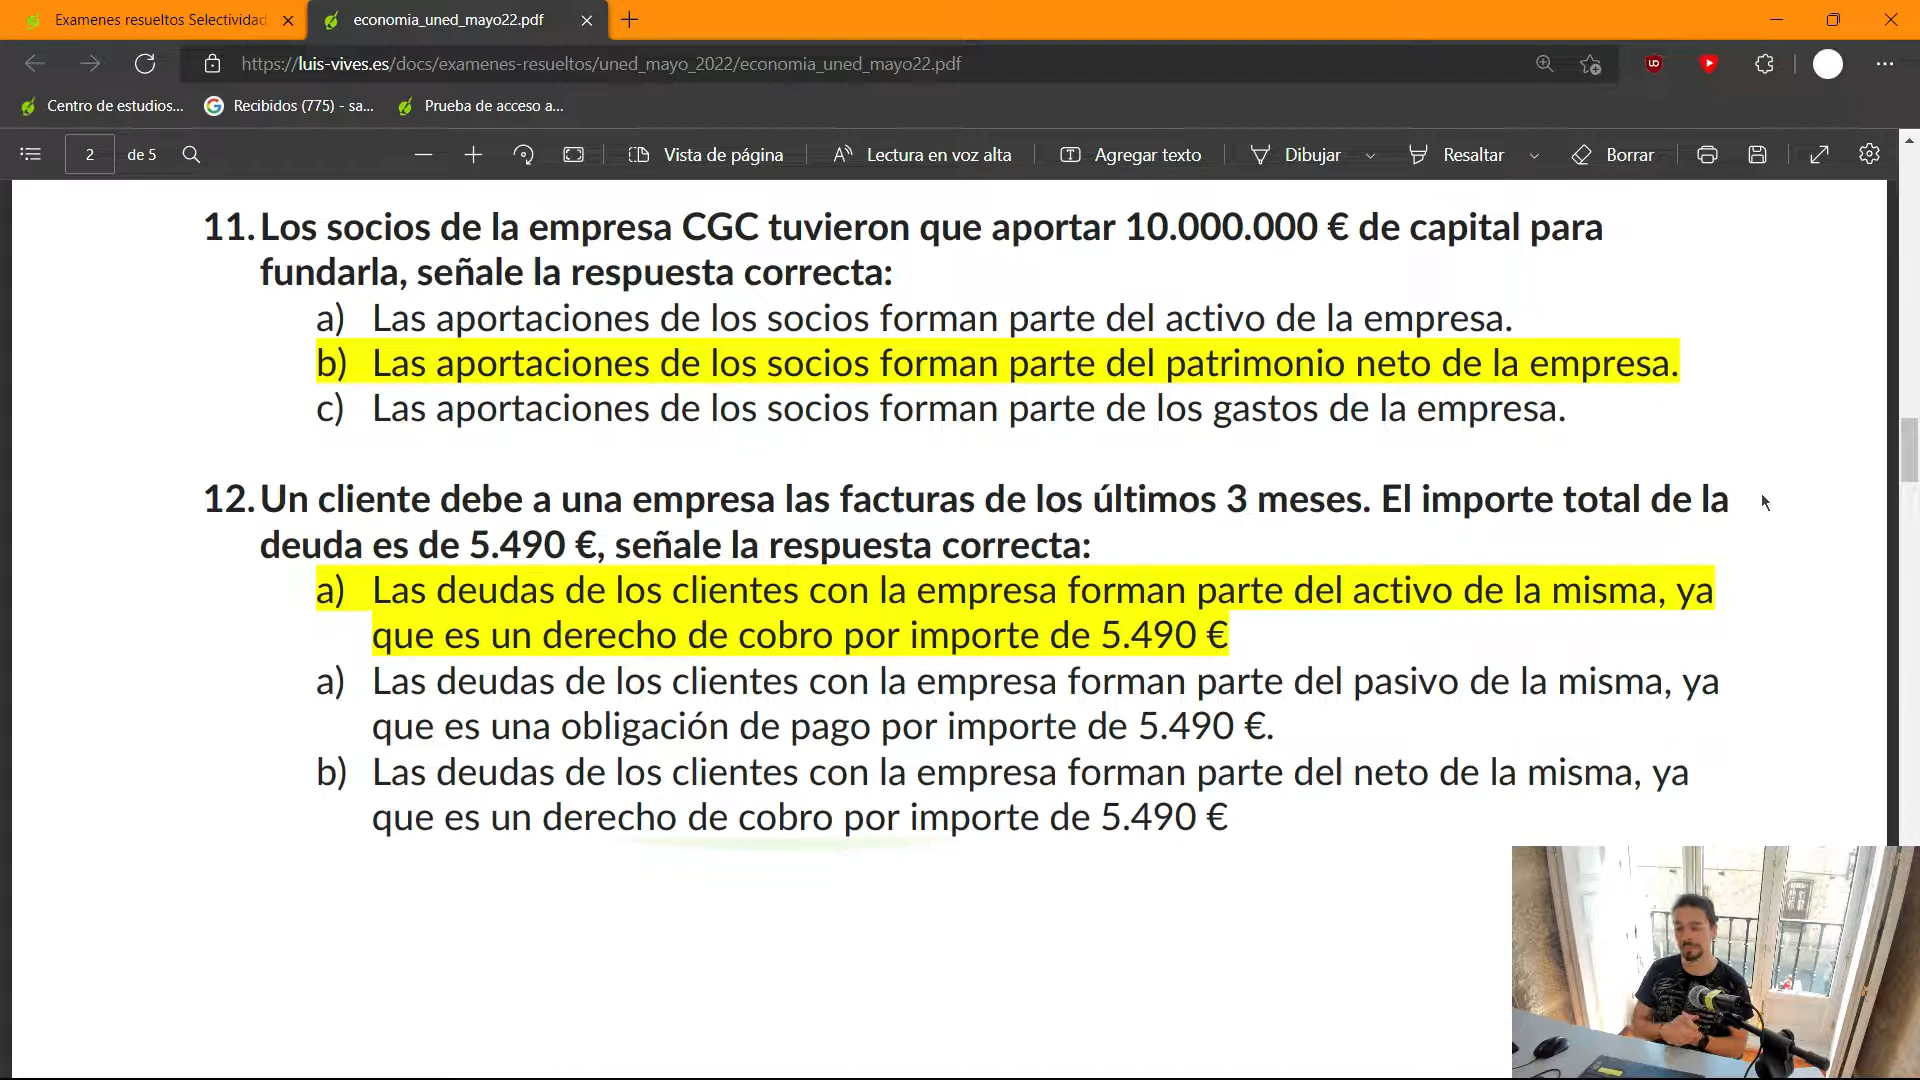 Examenes resueltos Selectividad
economia_uned_mayo22.pdf
https://luis-vives.es/docs/examenes-resueltos/uned_mayo_2022/economia_uned_mayo22.pdf
Centro de estudios...
Recibidos (775) - sa...
Prueba de acceso a...
2 de 5
Vista de página
Lectura en voz alta
Agregar texto
Dibujar
Resaltar
Borrar
11. Los socios de la empresa CGC tuvieron que aportar 10.000.000 € de capital para
fundarla, señale la respuesta correcta:
a) Las aportaciones de los socios forman parte del activo de la empresa.
b) Las aportaciones de los socios forman parte del patrimonio neto de la empresa.
c) Las aportaciones de los socios forman parte de los gastos de la empresa.
12. Un cliente debe a una empresa las facturas de los últimos 3 meses. El importe total de la
deuda es de 5.490 €, señale la respuesta correcta:
a) Las deudas de los clientes con la empresa forman parte del activo de la misma, ya
que es un derecho de cobro por importe de 5.490 €
a) Las deudas de los clientes con la empresa forman parte del pasivo de la misma, ya
que es una obligación de pago por importe de 5.490 €.
b) Las deudas de los clientes con la empresa forman parte del neto de la misma, ya
que es un derecho de cobro por importe de 5.490 €